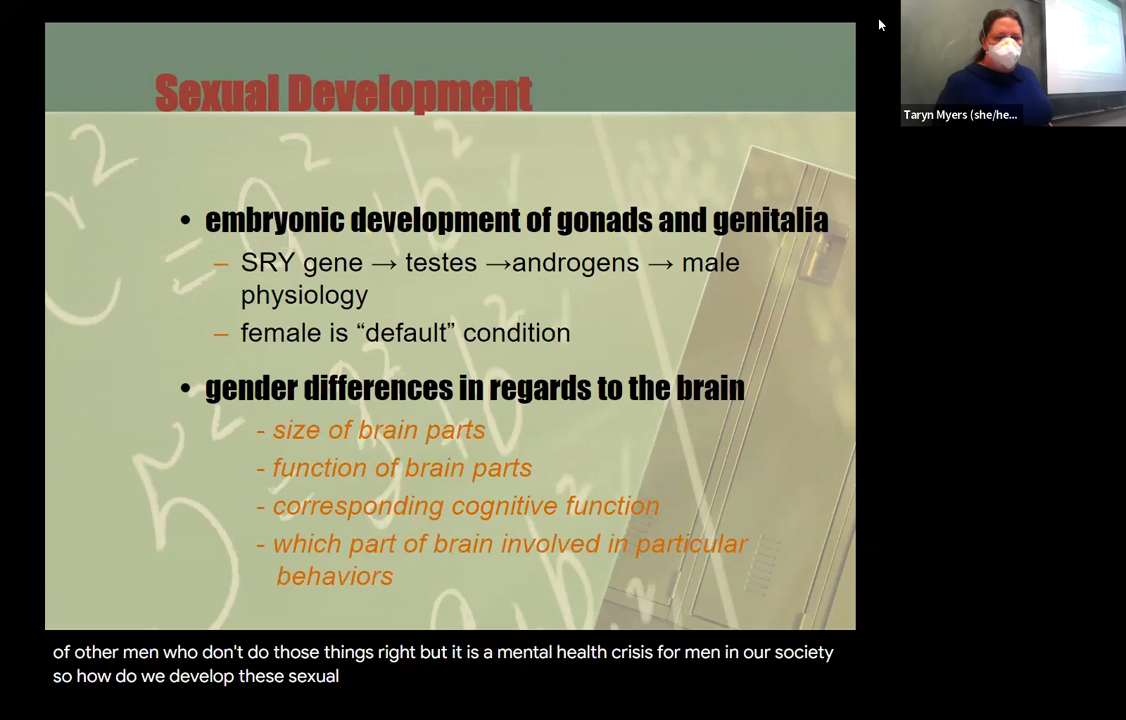 Sexual Development
• embryonic development of gonads and genitalia
– SRY gene → testes →androgens → male
physiology
– female is “default” condition
• gender differences in regards to the brain
- size of brain parts
- function of brain parts
- corresponding cognitive function
- which part of brain involved in particular
behaviors
Taryn Myers (she/he...
of other men who don't do those things right but it is a mental health crisis for men in our society
so how do we develop these sexual